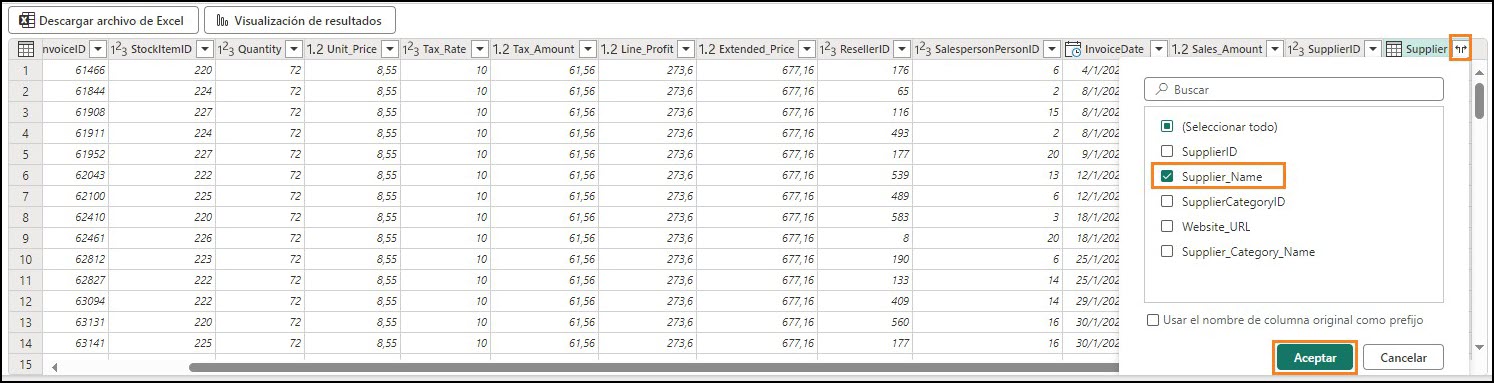 Descargar archivo de Excel Visualización de resultados
nvoiceID 1²3 StockItemID 1²3 Quantity 1.2 Unit_Price 1²3 Tax_Rate 1.2 Tax_Amount 1.2 Line_Profit 1.2 Extended_Price 1²3 ResellerID 1²3 SalespersonPersonID InvoiceDate 1.2 Sales_Amount 1²3 SupplierID Supplier
1 61466 220 72 8,55 10 61,56 273,6 677,16 176 6 4/1/202
2 61844 224 72 8,55 10 61,56 273,6 677,16 65 2 8/1/202
3 61908 227 72 8,55 10 61,56 273,6 677,16 116 15 8/1/202
4 61911 224 72 8,55 10 61,56 273,6 677,16 493 2 8/1/202
5 61952 227 72 8,55 10 61,56 273,6 677,16 177 20 9/1/202
6 62043 222 72 8,55 10 61,56 273,6 677,16 539 13 12/1/202
7 62100 225 72 8,55 10 61,56 273,6 677,16 489 6 12/1/202
8 62410 220 72 8,55 10 61,56 273,6 677,16 583 3 18/1/202
9 62461 226 72 8,55 10 61,56 273,6 677,16 8 20 18/1/202
10 62812 223 72 8,55 10 61,56 273,6 677,16 190 6 25/1/202
11 62827 222 72 8,55 10 61,56 273,6 677,16 133 14 25/1/202
12 63094 222 72 8,55 10 61,56 273,6 677,16 409 14 29/1/202
13 63131 220 72 8,55 10 61,56 273,6 677,16 560 16 30/1/202
14 63141 225 72 8,55 10 61,56 273,6 677,16 177 16 30/1/202
15
Buscar
(Seleccionar todo)
SupplierID
Supplier_Name
SupplierCategoryID
Website_URL
Supplier_Category_Name
Usar el nombre de columna original como prefijo
Aceptar Cancelar